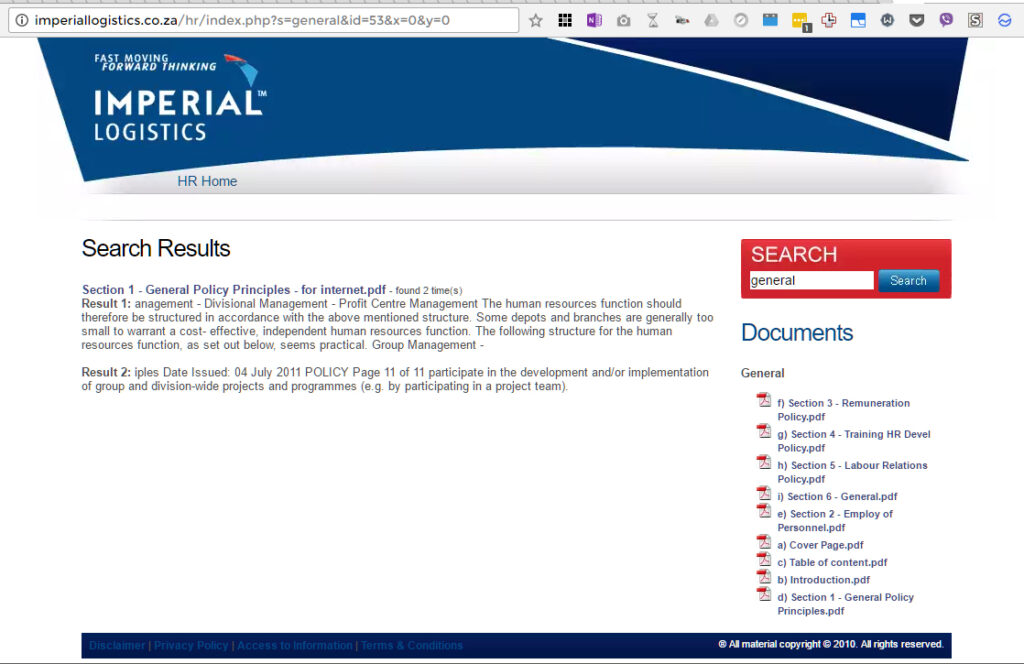 imperiallogistics.co.za/hr/index.php?s=general&id=53&x=0&y=0
1
FAST MOVING
FORWARD THINKING
IMPERIAL™
LOGISTICS
HR Home
Search Results
Section 1 - General Policy Principles - for internet.pdf - found 2 time(s)
Result 1: anagement - Divisional Management - Profit Centre Management The human resources function should
therefore be structured in accordance with the above mentioned structure. Some depots and branches are generally too
small to warrant a cost- effective, independent human resources function. The following structure for the human
resources function, as set out below, seems practical. Group Management -
Result 2: iples Date Issued: 04 July 2011 POLICY Page 11 of 11 participate in the development and/or implementation
of group and division-wide projects and programmes (e.g. by participating in a project team).
SEARCH
general Search
Documents
General
f) Section 3 - Remuneration
Policy.pdf
g) Section 4 - Training HR Devel
Policy.pdf
h) Section 5 - Labour Relations
Policy.pdf
i) Section 6 - General.pdf
e) Section 2 - Employ of
Personnel.pdf
a) Cover Page.pdf
c) Table of content.pdf
b) Introduction.pdf
d) Section 1 - General Policy
Principles.pdf
Disclaimer | Privacy Policy | Access to Information | Terms & Conditions
® All material copyright © 2010. All rights reserved.